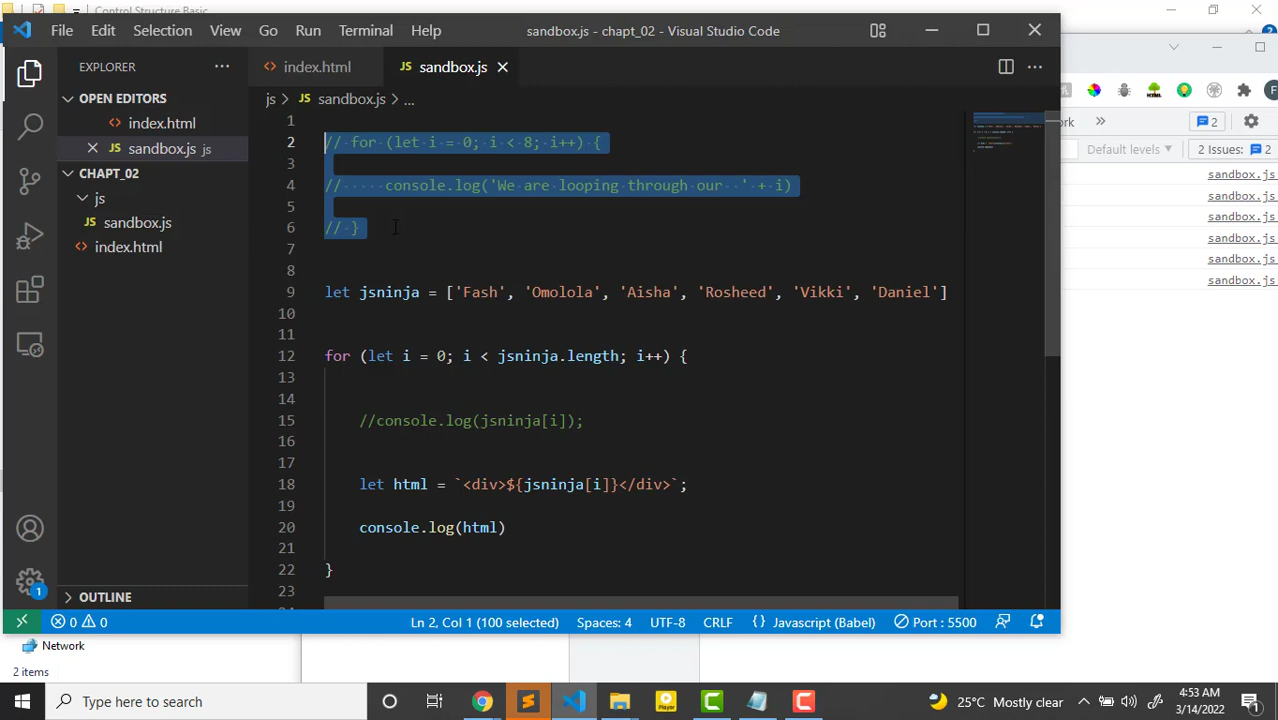 Control Structure Basic
File Edit Selection View Go Run Terminal Help
sandbox.js - chapt_02 - Visual Studio Code
EXPLORER
OPEN EDITORS
index.html
sandbox.js js
CHAPT_02
js
sandbox.js
index.html
OUTLINE
index.html
JS sandbox.js
js > JS sandbox.js > ...
1
2 // for (let i = 0; i < 8; i++) {
3
4 //     console.log('We are looping through our  ' + i)
5
6 // }
7
8
9 let jsninja = ['Fash', 'Omolola', 'Aisha', 'Rosheed', 'Vikki', 'Daniel']
10
11
12 for (let i = 0; i < jsninja.length; i++) {
13
14
15 //console.log(jsninja[i]);
16
17
18 let html = `<div>${jsninja[i]}</div>`;
19
20 console.log(html)
21
22 }
23
0 0 Ln 2, Col 1 (100 selected) Spaces: 4 UTF-8 CRLF {} Javascript (Babel) Port : 5500
1
F
2
Default levels 2 Issues: 2
sandbox.js
sandbox.js
sandbox.js
sandbox.js
sandbox.js
sandbox.js
Network
2 items
Type here to search
Player
25°C Mostly clear
4:53 AM
3/14/2022
1